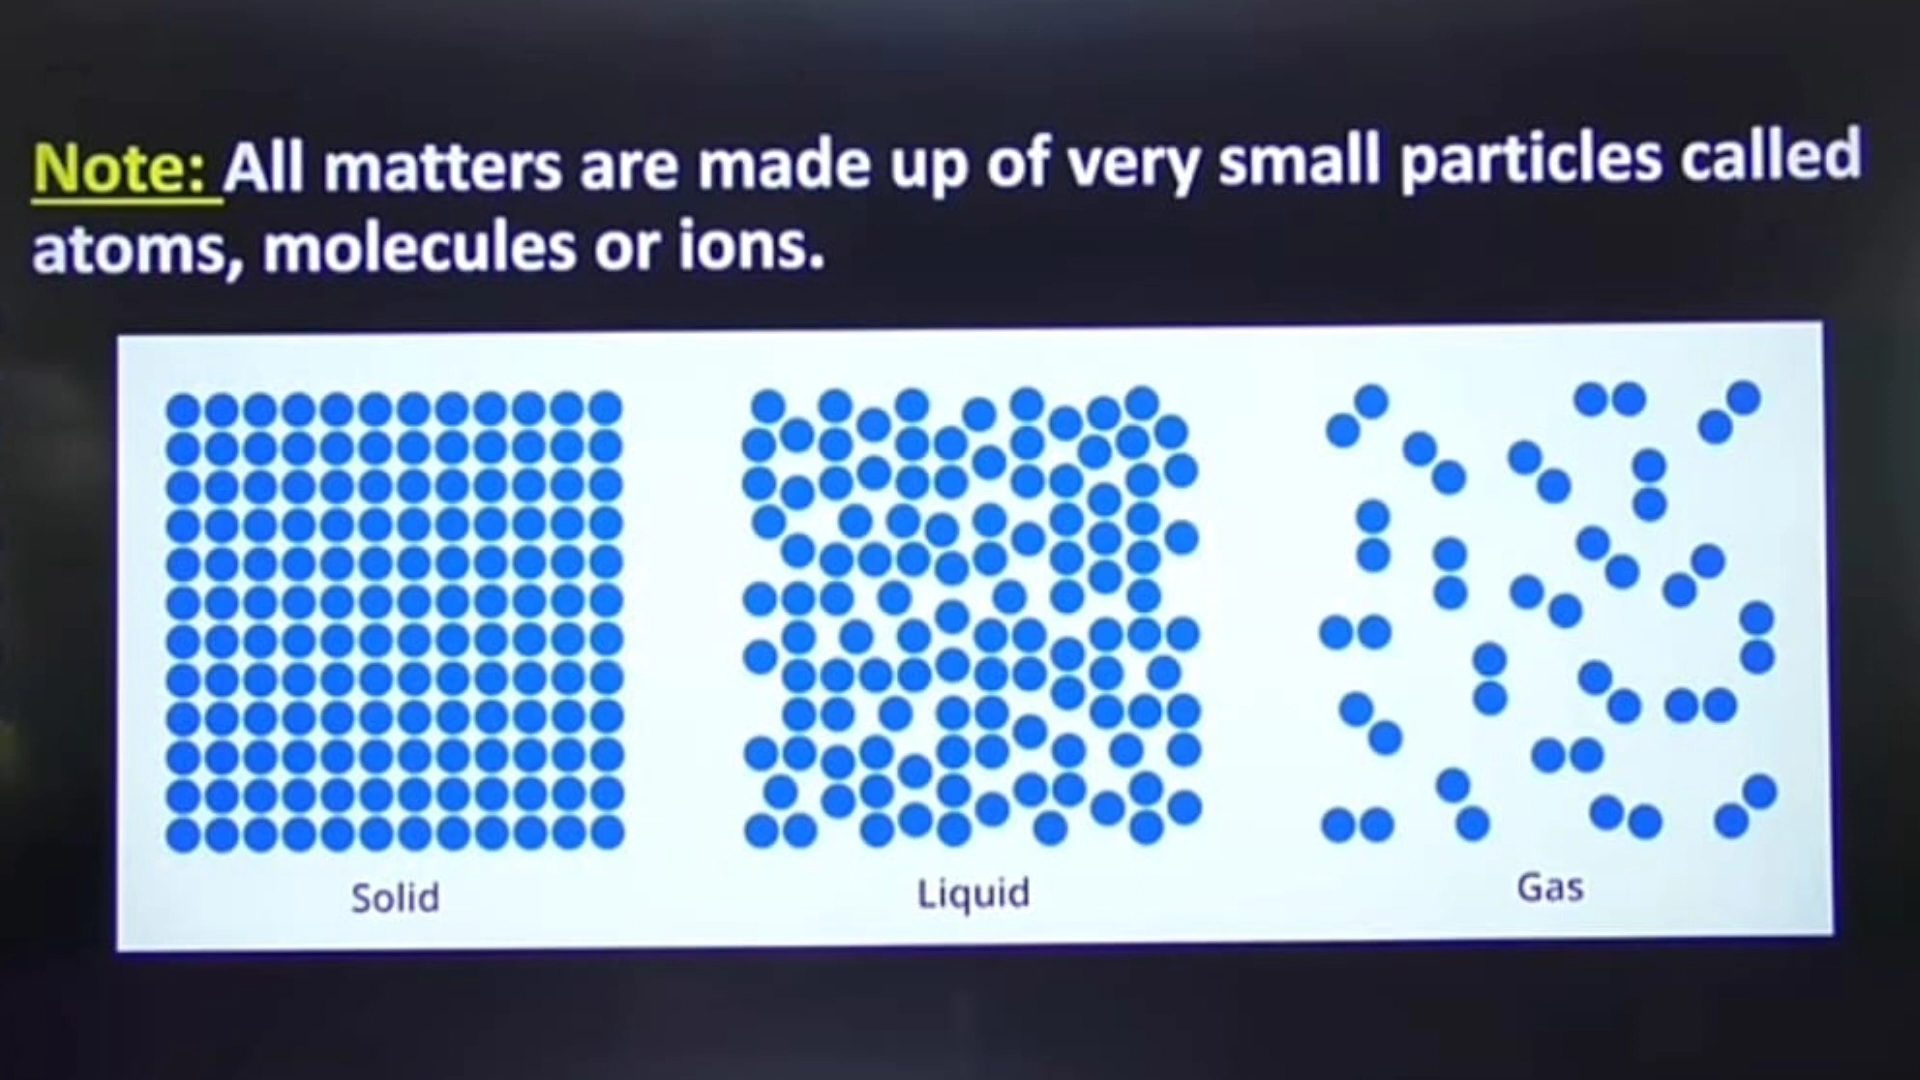 Note: All matters are made up of very small particles called
atoms, molecules or ions.
Solid
Liquid
Gas